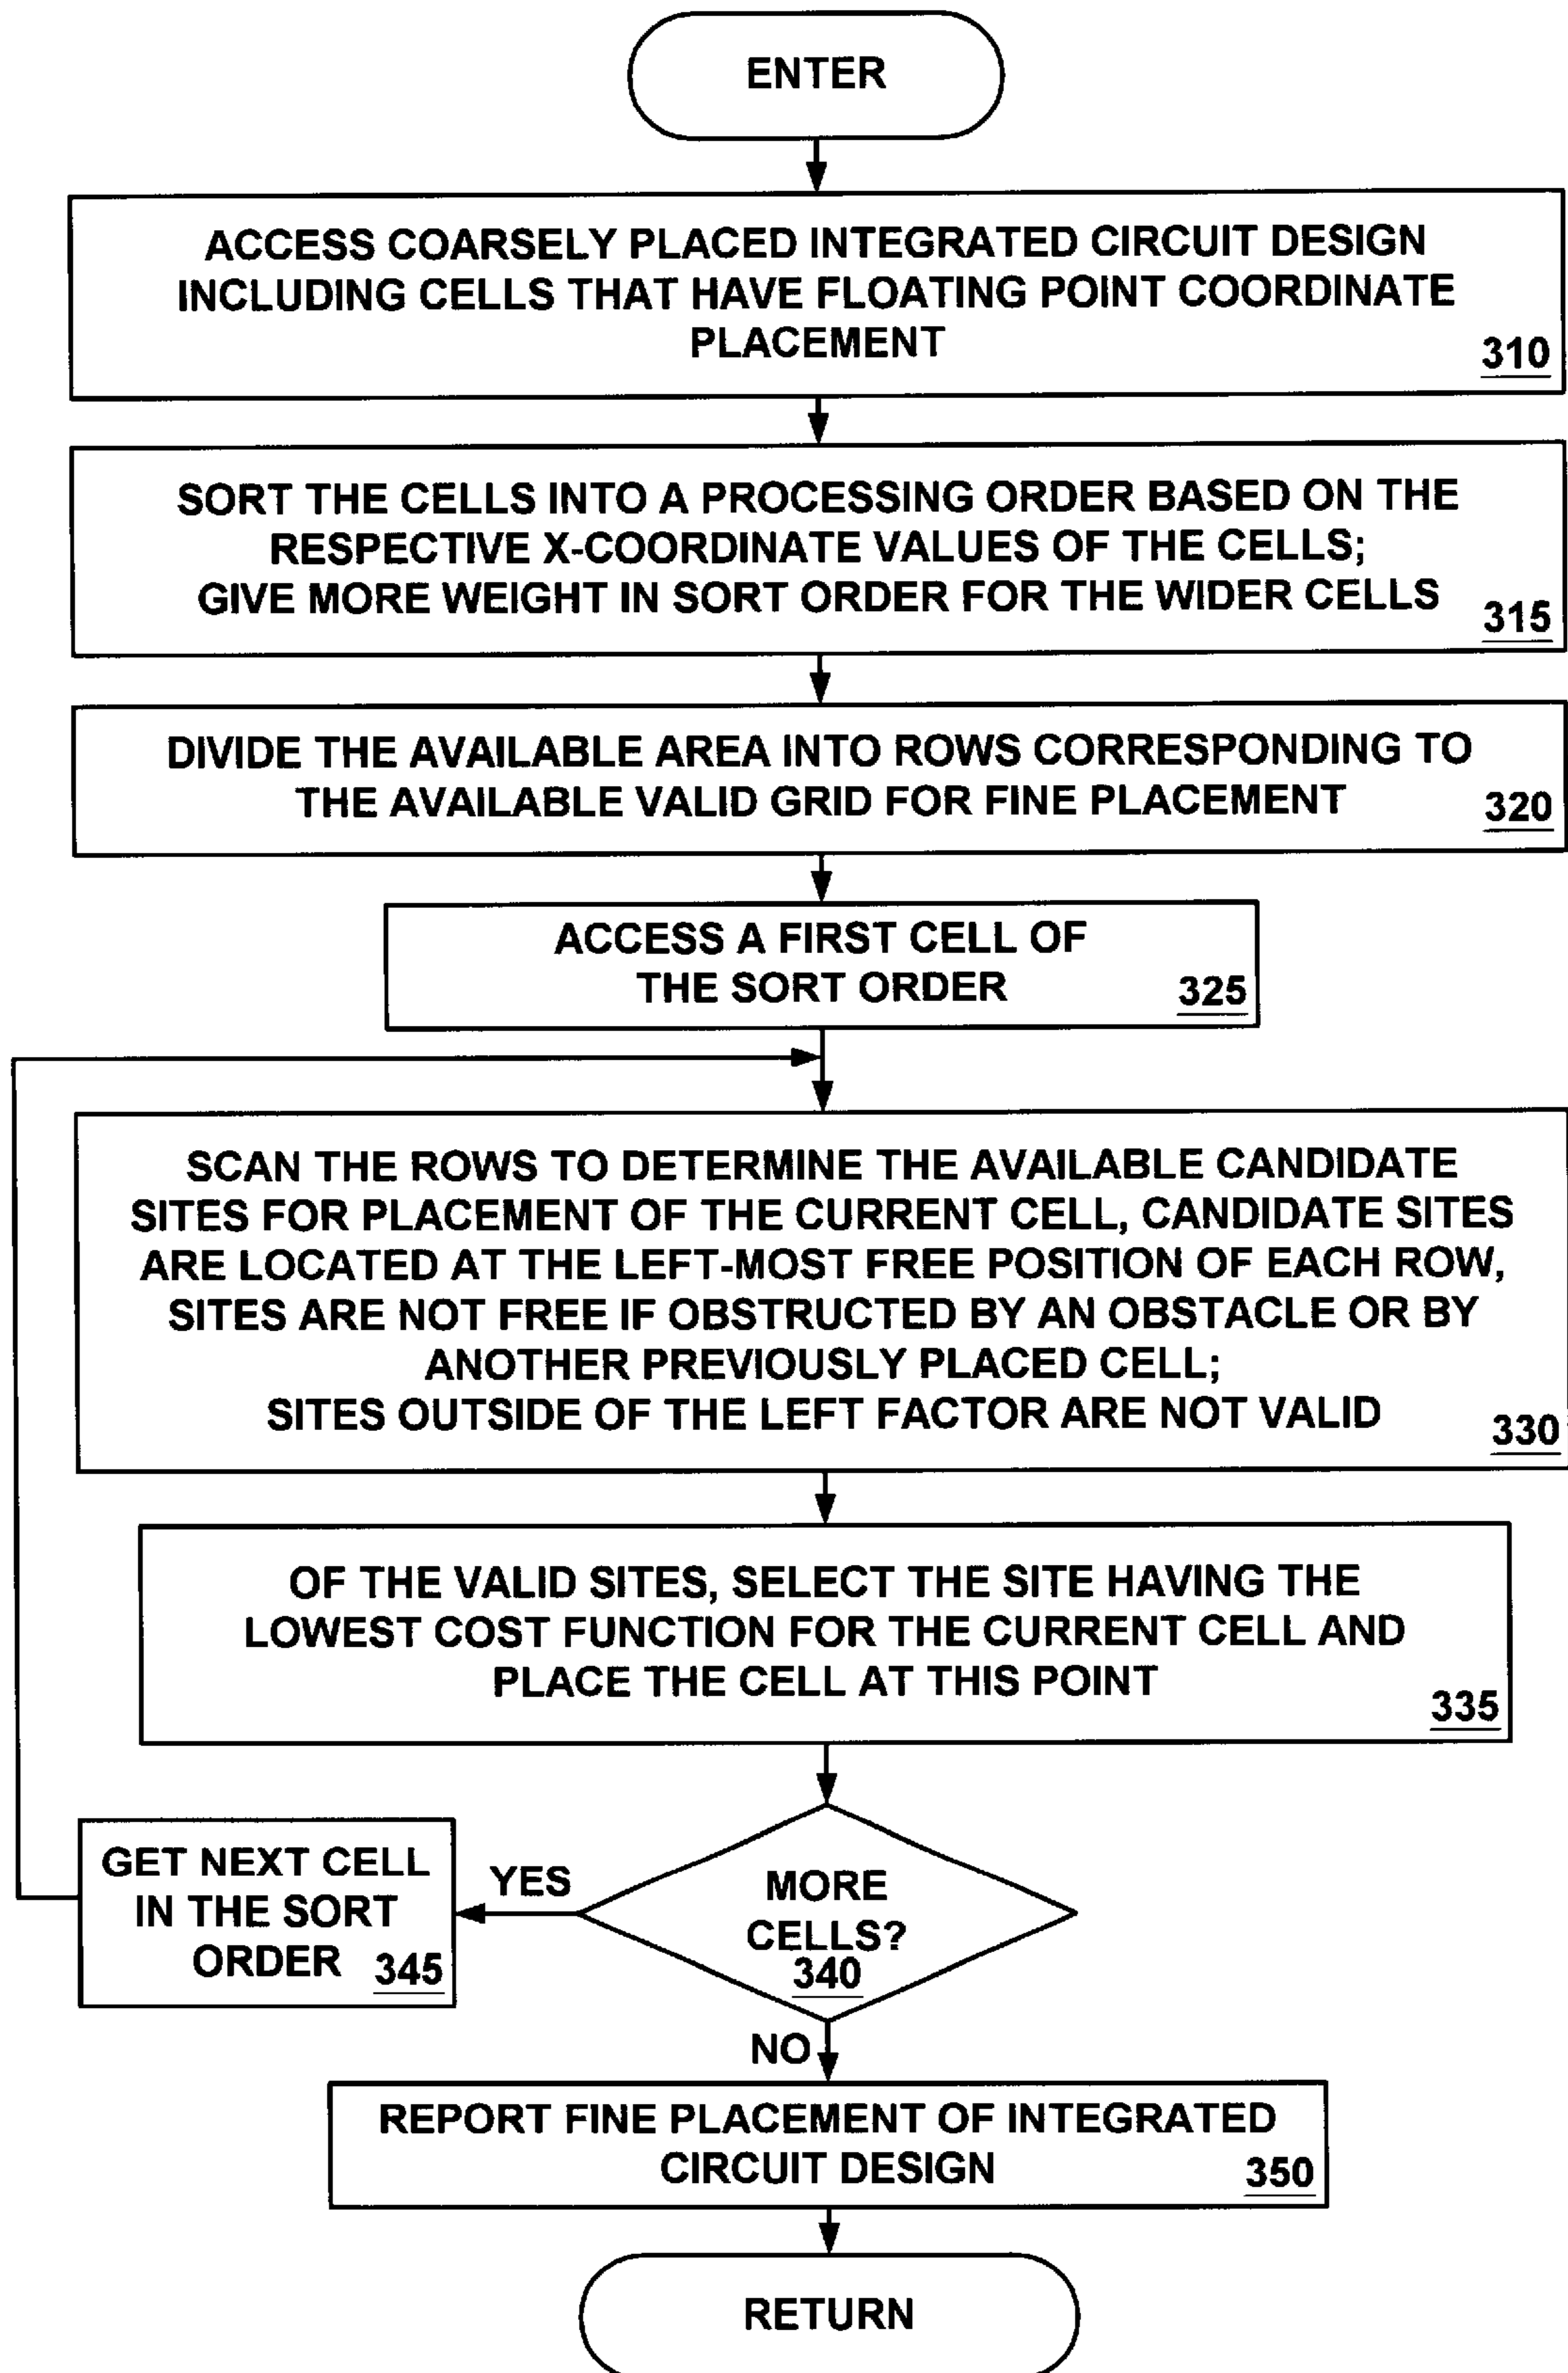 ENTER
ACCESS COARSELY PLACED INTEGRATED CIRCUIT DESIGN
INCLUDING CELLS THAT HAVE FLOATING POINT COORDINATE
PLACEMENT
310
SORT THE CELLS INTO A PROCESSING ORDER BASED ON THE
RESPECTIVE X-COORDINATE VALUES OF THE CELLS;
GIVE MORE WEIGHT IN SORT ORDER FOR THE WIDER CELLS
315
DIVIDE THE AVAILABLE AREA INTO ROWS CORRESPONDING TO
THE AVAILABLE VALID GRID FOR FINE PLACEMENT
320
ACCESS A FIRST CELL OF
THE SORT ORDER
325
SCAN THE ROWS TO DETERMINE THE AVAILABLE CANDIDATE
SITES FOR PLACEMENT OF THE CURRENT CELL, CANDIDATE SITES
ARE LOCATED AT THE LEFT-MOST FREE POSITION OF EACH ROW,
SITES ARE NOT FREE IF OBSTRUCTED BY AN OBSTACLE OR BY
ANOTHER PREVIOUSLY PLACED CELL;
SITES OUTSIDE OF THE LEFT FACTOR ARE NOT VALID
330
OF THE VALID SITES, SELECT THE SITE HAVING THE
LOWEST COST FUNCTION FOR THE CURRENT CELL AND
PLACE THE CELL AT THIS POINT
335
MORE
CELLS?
340
YES
GET NEXT CELL
IN THE SORT
ORDER
345
NO
REPORT FINE PLACEMENT OF INTEGRATED
CIRCUIT DESIGN
350
RETURN